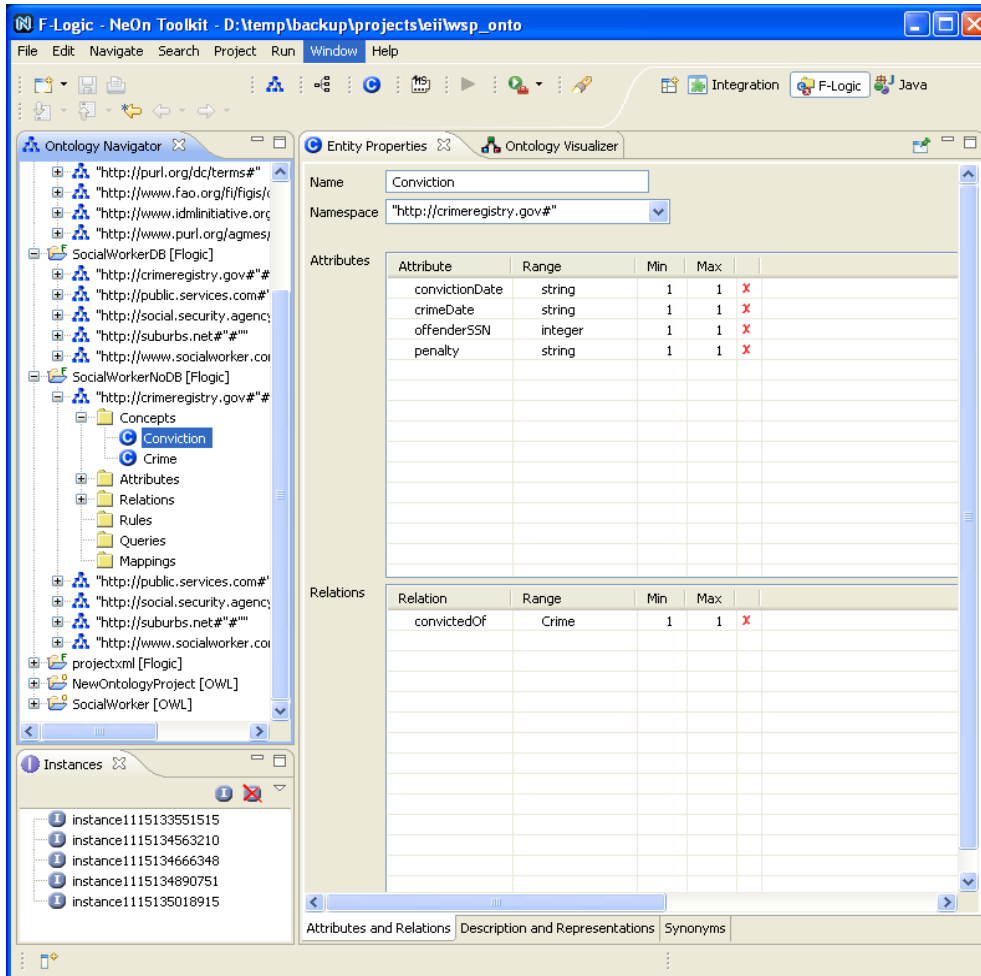 F-Logic - NeOn Toolkit - D:\temp\backup\projects\eii\wsp_onto
File Edit Navigate Search Project Run Window Help
Integration F-Logic Java
Ontology Navigator
"http://purl.org/dc/terms#"
"http://www.fao.org/fi/figis/
"http://www.idmlinitiative.org
"http://www.purl.org/agmes/
SocialWorkerDB [Flogic]
"http://crimeregistry.gov#"#
"http://public.services.com#'
"http://social.security.agency
"http://suburbs.net#"#""
"http://www.socialworker.co
SocialWorkerNoDB [Flogic]
"http://crimeregistry.gov#"#
Concepts
Conviction
Crime
Attributes
Relations
Rules
Queries
Mappings
"http://public.services.com#'
"http://social.security.agency
"http://suburbs.net#"#""
"http://www.socialworker.co
projectxml [Flogic]
NewOntologyProject [OWL]
SocialWorker [OWL]
Instances
instance1115133551515
instance1115134563210
instance1115134666348
instance1115134890751
instance1115135018915
Entity Properties Ontology Visualizer
Name Conviction
Namespace "http://crimeregistry.gov#"
Attributes
Attribute Range Min Max
convictionDate string 1 1
crimeDate string 1 1
offenderSSN integer 1 1
penalty string 1 1
Relations
Relation Range Min Max
convictedOf Crime 1 1
Attributes and Relations Description and Representations Synonyms